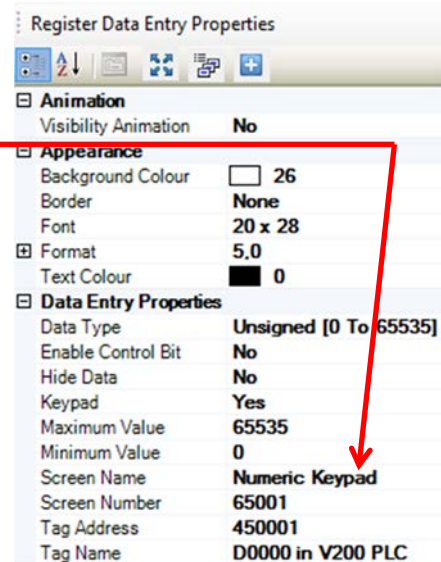 Register Data Entry Properties
Animation
Visibility Animation No
Appearance
Background Colour 26
Border None
Font 20 x 28
Format 5,0
Text Colour 0
Data Entry Properties
Data Type Unsigned [0 To 65535]
Enable Control Bit No
Hide Data No
Keypad Yes
Maximum Value 65535
Minimum Value 0
Screen Name Numeric Keypad
Screen Number 65001
Tag Address 450001
Tag Name D0000 in V200 PLC